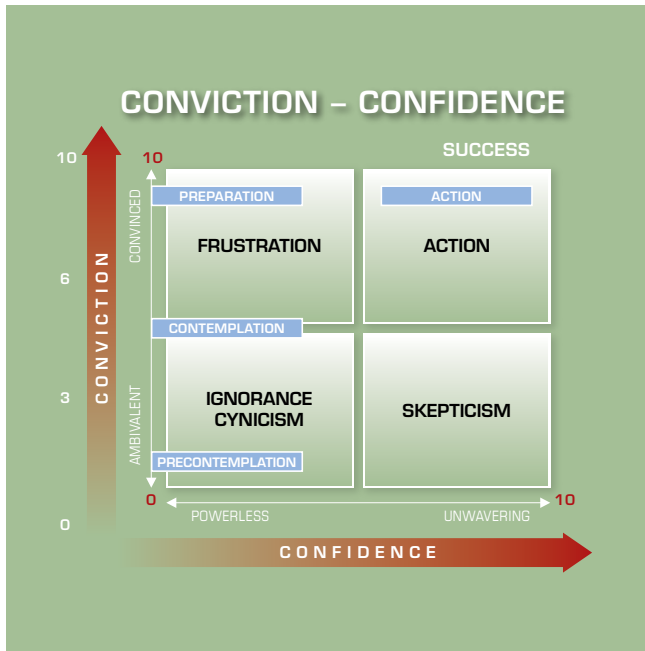 CONVICTION – CONFIDENCE
SUCCESS
10
10
PREPARATION
ACTION
CONVINCED
FRUSTRATION
ACTION
6
CONVICTION
CONTEMPLATION
3
AMBIVALENT
IGNORANCE
CYNICISM
SKEPTICISM
PRECONTEMPLATION
0
10
POWERLESS
UNWAVERING
0
CONFIDENCE